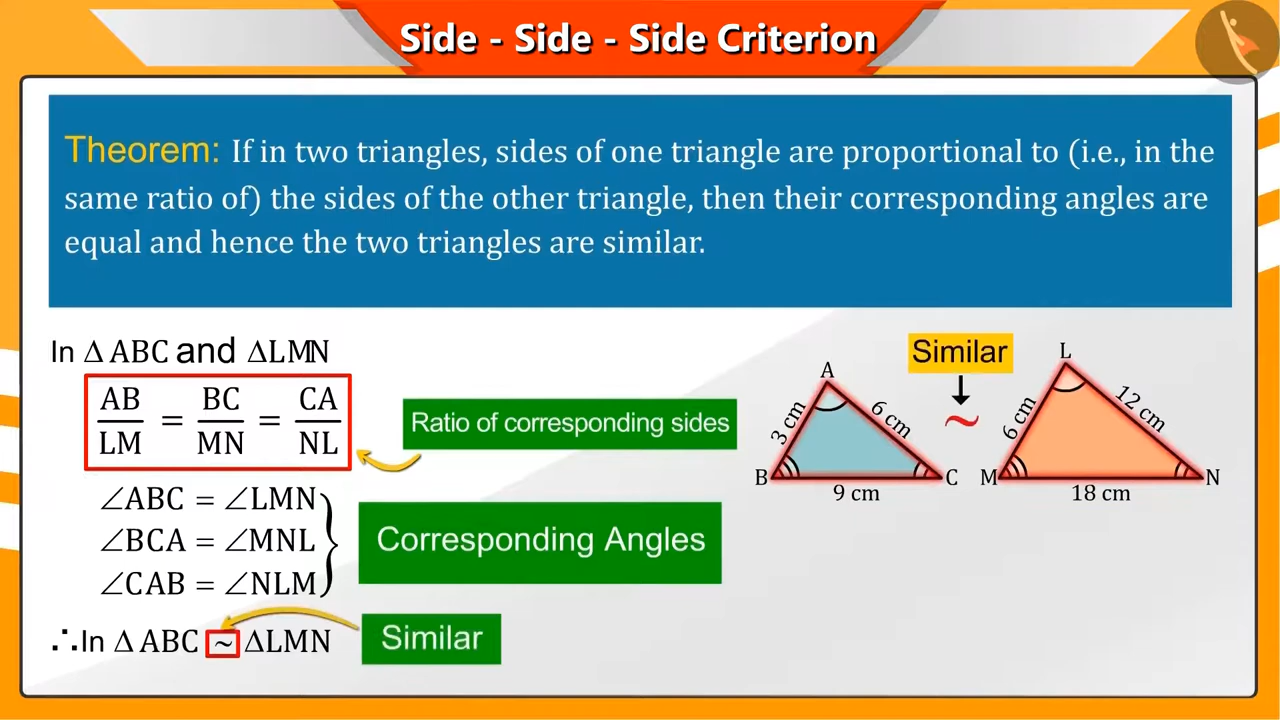 Side - Side - Side Criterion
Theorem: If in two triangles, sides of one triangle are proportional to (i.e., in the
same ratio of) the sides of the other triangle, then their corresponding angles are
equal and hence the two triangles are similar.
In Δ ABC and ΔLMN
AB/LM = BC/MN = CA/NL
Ratio of corresponding sides
∠ABC = ∠LMN
∠BCA = ∠MNL
∠CAB = ∠NLM
Corresponding Angles
∴In Δ ABC ~ ΔLMN
Similar
Similar
A
3 cm
6 cm
B
C
9 cm
~
L
6 cm
12 cm
M
N
18 cm